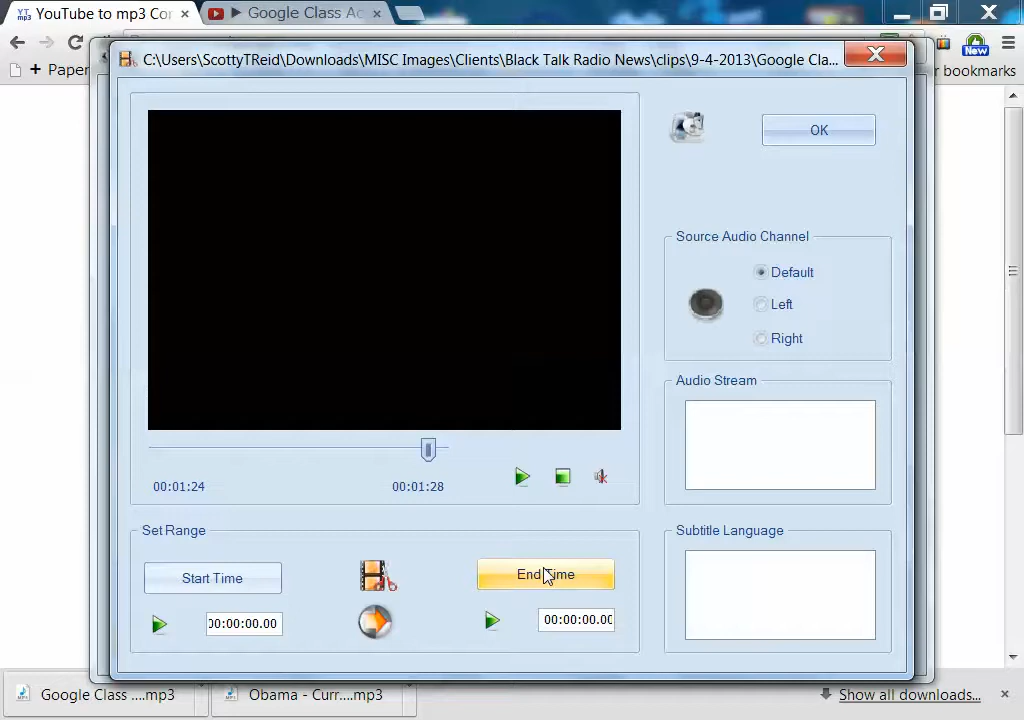 YouTube to mp3 Con
Google Class Ac
New
Paper
r bookmarks
C:\Users\ScottyTReid\Downloads\MISC Images\Clients\Black Talk Radio News\clips\9-4-2013\Google Cla...
OK
Source Audio Channel
Default
Left
Right
Audio Stream
00:01:24
00:01:28
Set Range
Start Time
End Time
00:00:00.00
00:00:00.00
Subtitle Language
Google Class ....mp3
Obama - Curr....mp3
Show all downloads...